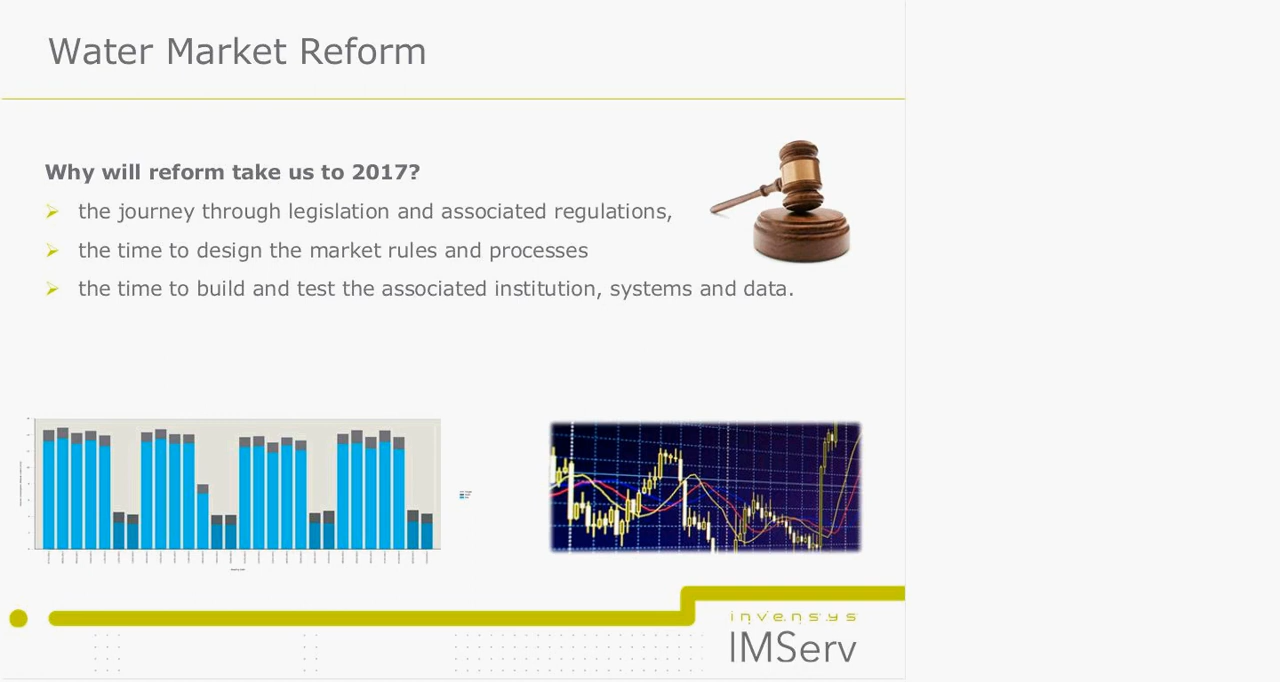 Water Market Reform
Why will reform take us to 2017?
the journey through legislation and associated regulations,
the time to design the market rules and processes
the time to build and test the associated institution, systems and data.
invensys
IMServ